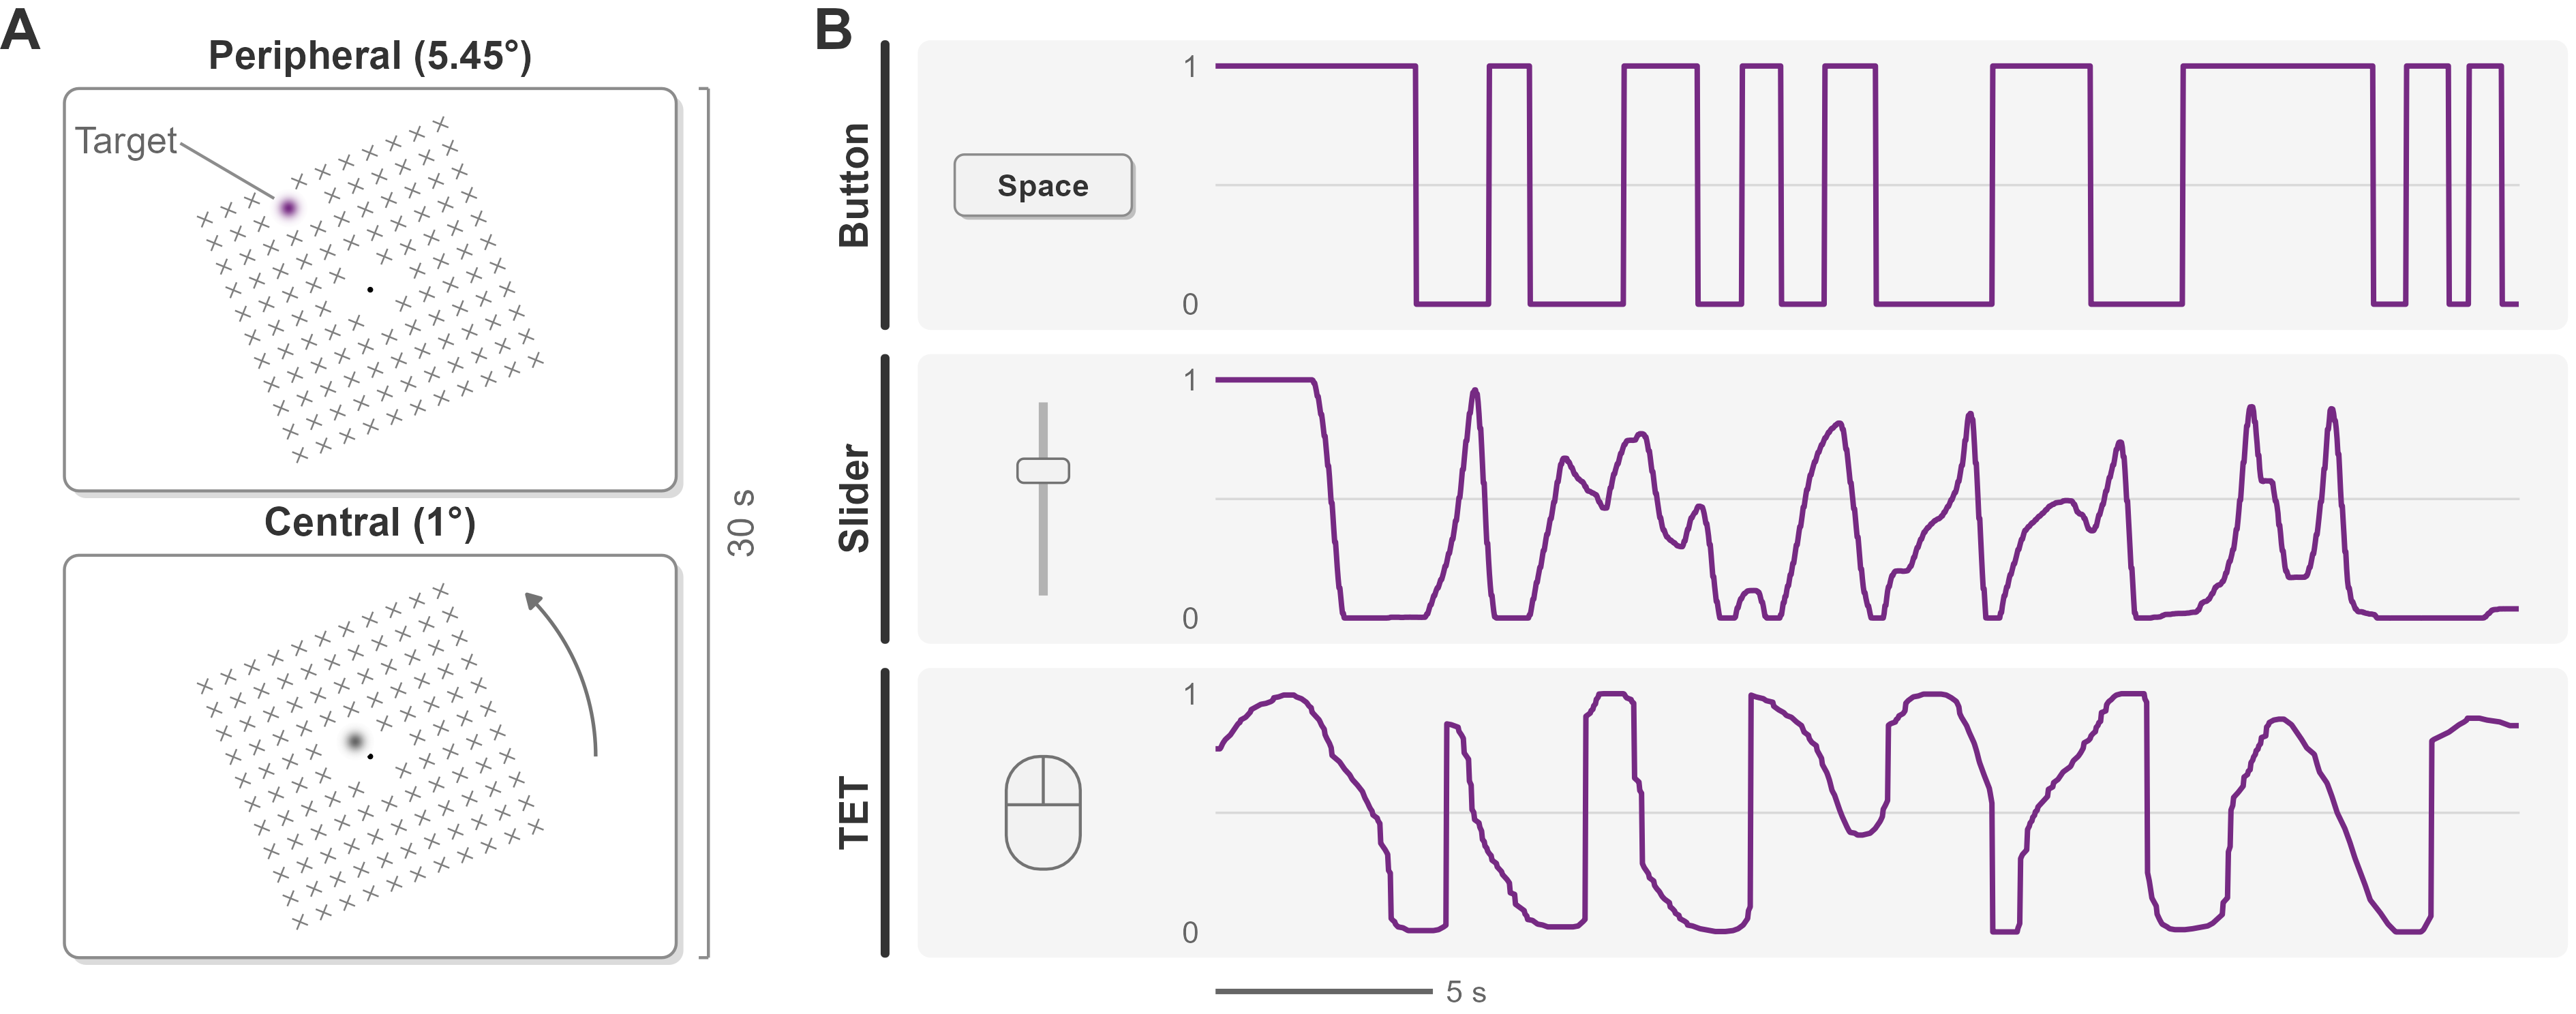 A
Peripheral (5.45°)
Target
Central (1°)
30 s
B
Button
Space
1
0
Slider
1
0
TET
1
0
5 s